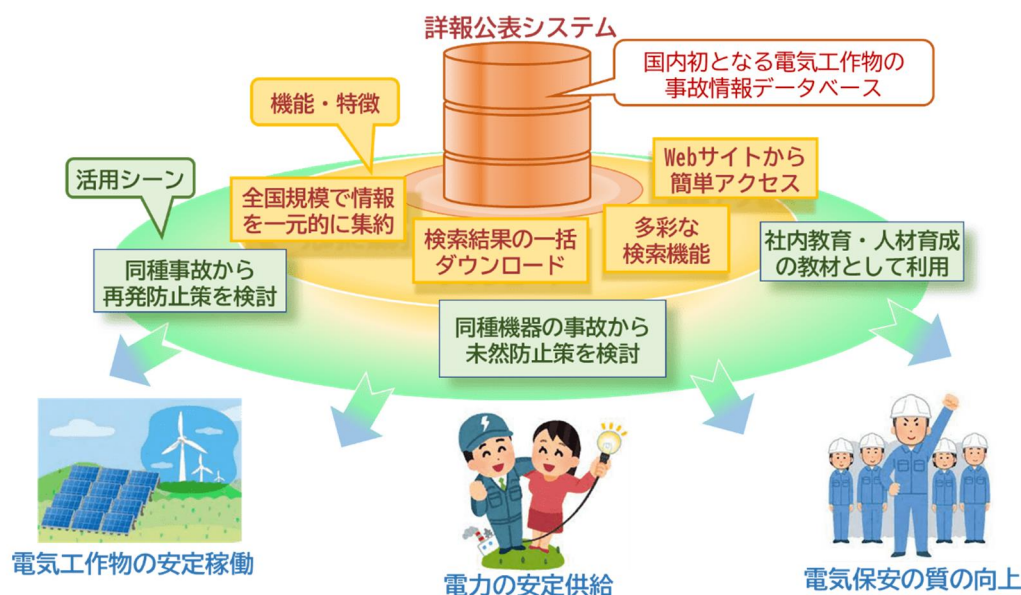 詳報公表システム
国内初となる電気工作物の
事故情報データベース
機能・特徴
活用シーン
Webサイトから
簡単アクセス
全国規模で情報
を一元的に集約
多彩な
検索機能
検索結果の一括
ダウンロード
社内教育・人材育成
の教材として利用
同種事故から
再発防止策を検討
同種機器の事故から
未然防止策を検討
電気工作物の安定稼働
電力の安定供給
電気保安の質の向上